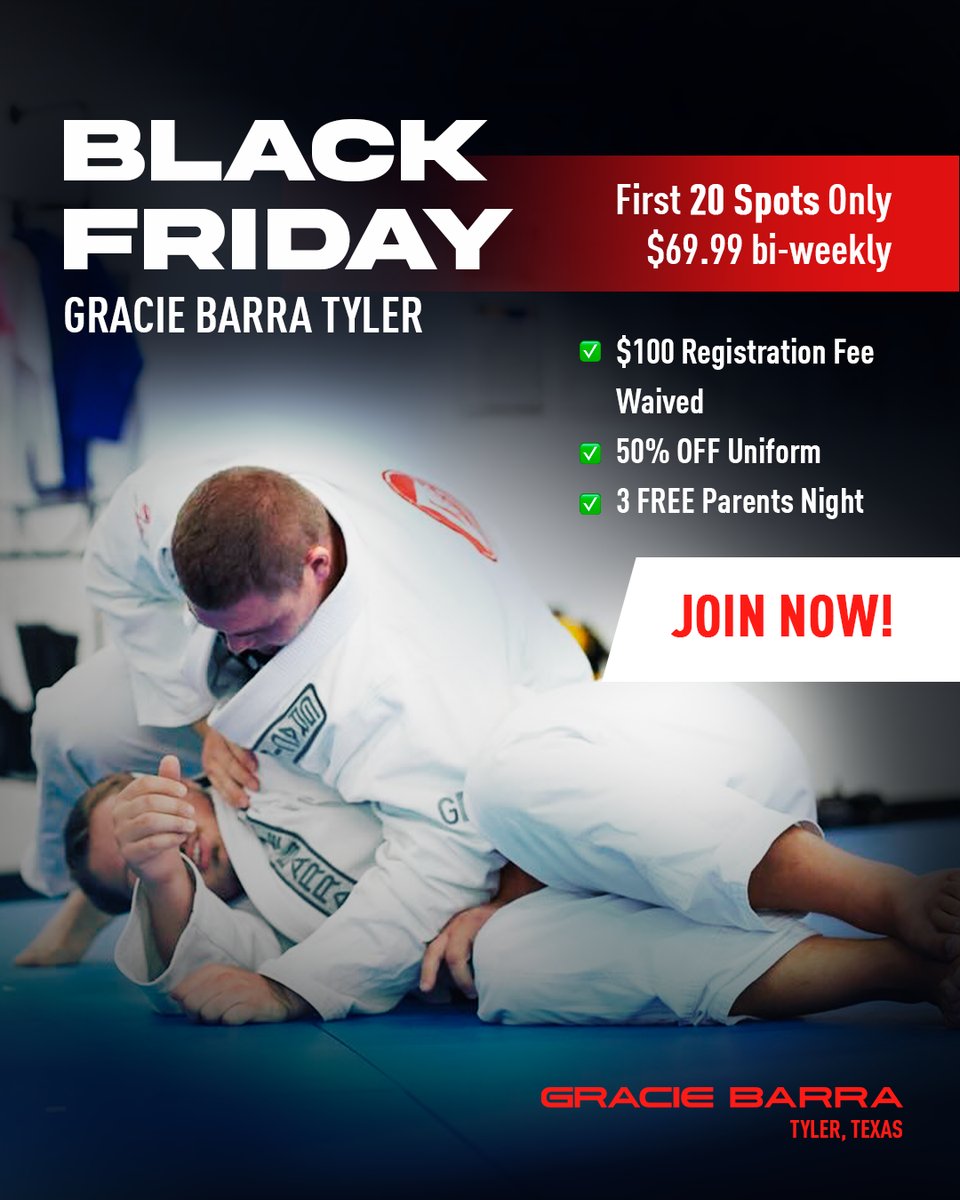 BLACK
FRIDAY
GRACIE BARRA TYLER
First 20 Spots Only
$69.99 bi-weekly
✅ $100 Registration Fee
Waived
✅ 50% OFF Uniform
✅ 3 FREE Parents Night
JOIN NOW!
GRACIE BARRA
TYLER, TEXAS